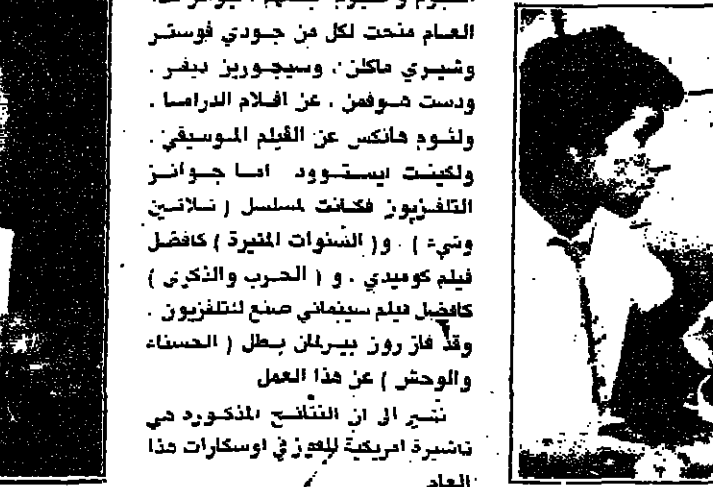 العام منحت لكل من جودي فوستر
وشيري ماكلن . وسيجورين ديفر .
ودست هوفمن . عن افلام الدراما .
ولتوم هانكس عن الفيلم الموسيقي .
ولكينت ايستوود اما جوائز
التلفزيون فكانت لمسلسل ( ثلاثين
وشيء ) . و ( السنوات المثيرة ) كافضل
فيلم كوميدي . و ( الحرب والذكرى )
كافضل فيلم سينمائي صنع للتلفزيون .
وقد فاز رون بيرلمان بطل ( الحسناء
والوحش ) عن هذا العمل
نشير الى ان النتائج المذكورة هي
تاشيرة امريكية للفوز في اوسكارات هذا
العام